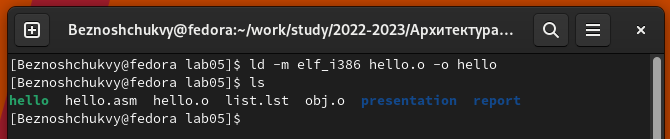 Beznoshchukvy@fedora:~/work/study/2022-2023/Архитектура…
[Beznoshchukvy@fedora lab05]$ ld -m elf_i386 hello.o -o hello
[Beznoshchukvy@fedora lab05]$ ls
hello  hello.asm  hello.o  list.lst  obj.o  presentation  report
[Beznoshchukvy@fedora lab05]$